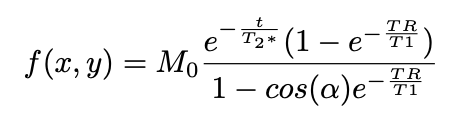 f(x, y) = M_0 \frac{e^{-\frac{t}{T_2*}}(1 - e^{-\frac{TR}{T1}})}{1 - cos(\alpha)e^{-\frac{TR}{T1}}}